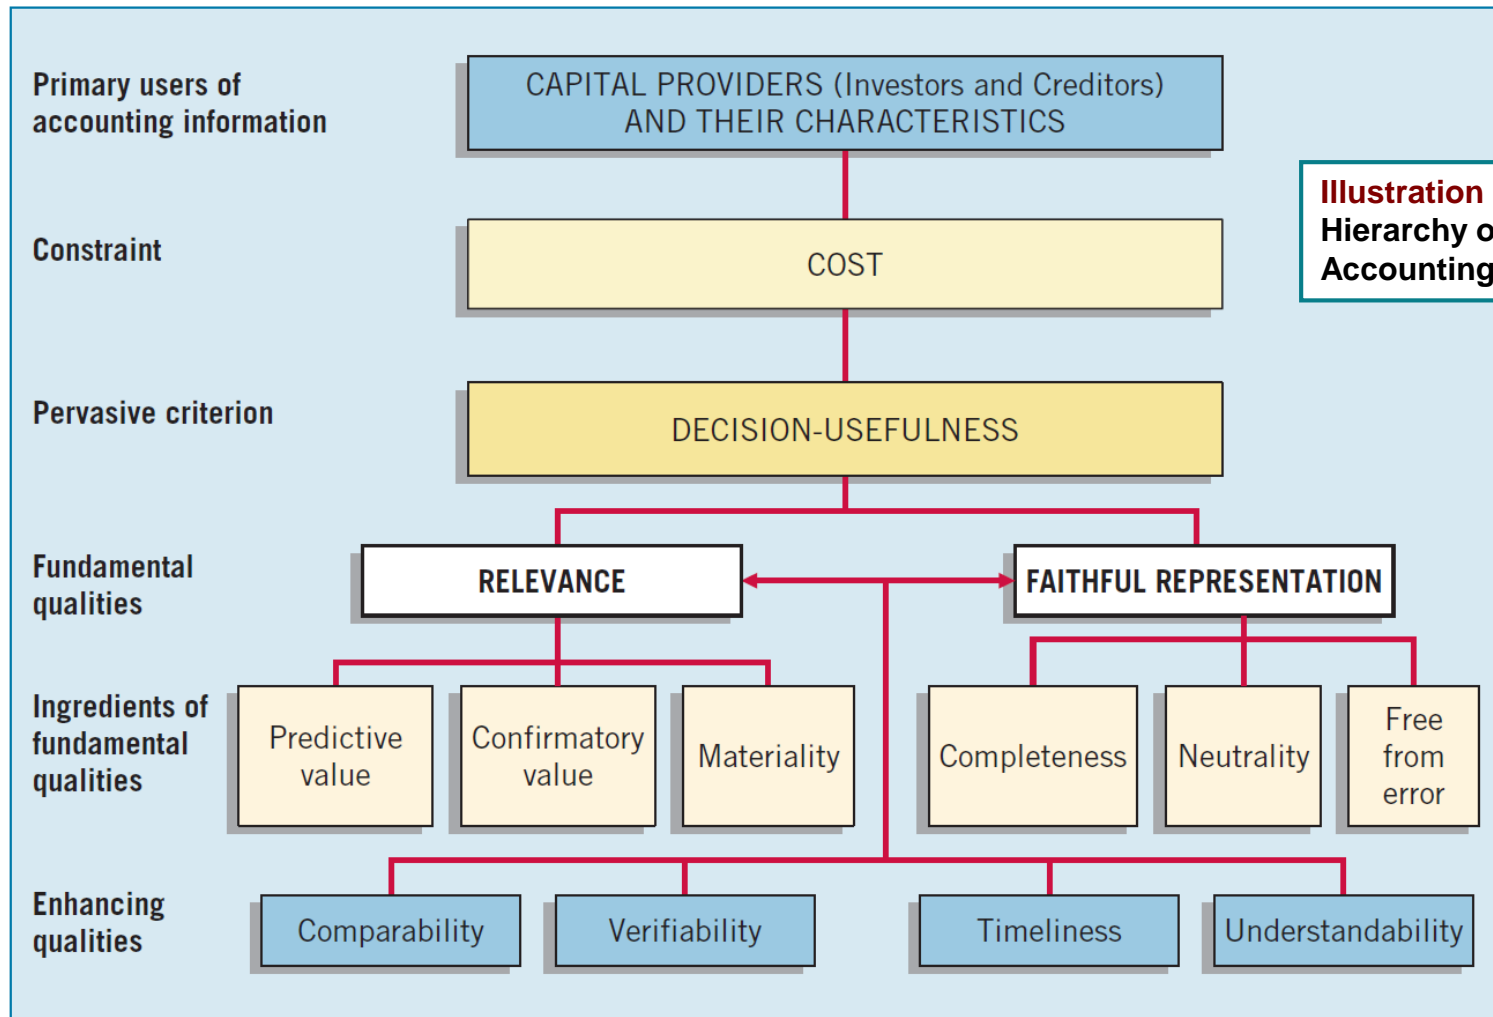 Primary users of
accounting information
CAPITAL PROVIDERS (Investors and Creditors)
AND THEIR CHARACTERISTICS
Illustration
Hierarchy
Accounting
Constraint
COST
Pervasive criterion
DECISION-USEFULNESS
Fundamental
qualities
RELEVANCE
FAITHFUL REPRESENTATION
Ingredients of
fundamental
qualities
Predictive
value
Confirmatory
value
Materiality
Completeness
Neutrality
Free
from
error
Enhancing
qualities
Comparability
Verifiability
Timeliness
Understandability